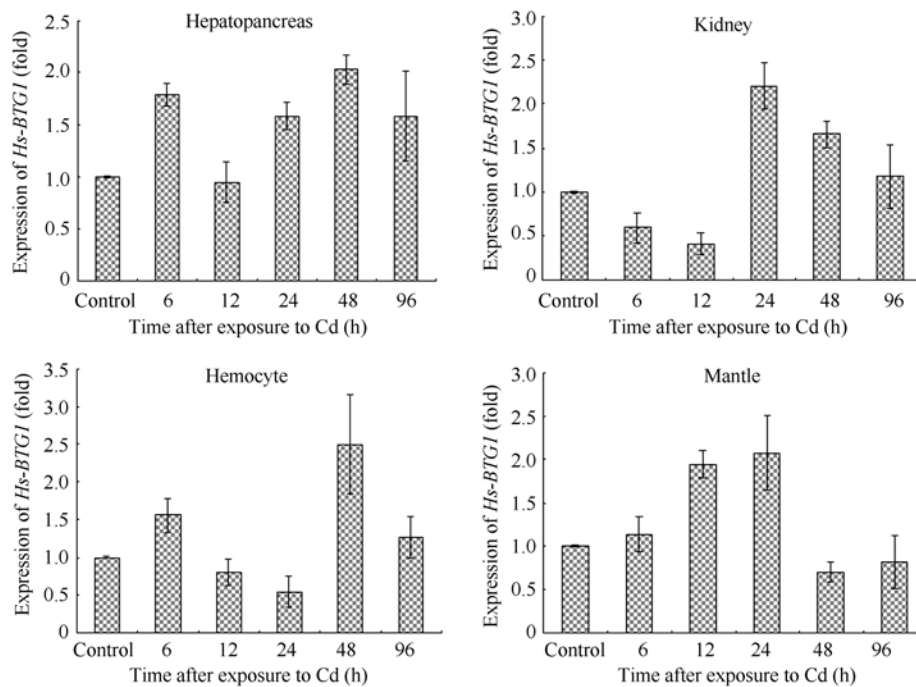 Hepatopancreas
Expression of Hs-BTG1 (fold)
2.5
2.0
1.5
1.0
0.5
0
Control 6 12 24 48 96
Time after exposure to Cd (h)
Kidney
Expression of Hs-BTG1 (fold)
3.0
2.5
2.0
1.5
1.0
0.5
0
Control 6 12 24 48 96
Time after exposure to Cd (h)
Hemocyte
Expression of Hs-BTG1 (fold)
3.5
3.0
2.5
2.0
1.5
1.0
0.5
0
Control 6 12 24 48 96
Time after exposure to Cd (h)
Mantle
Expression of Hs-BTG1 (fold)
3.0
2.5
2.0
1.5
1.0
0.5
0
Control 6 12 24 48 96
Time after exposure to Cd (h)